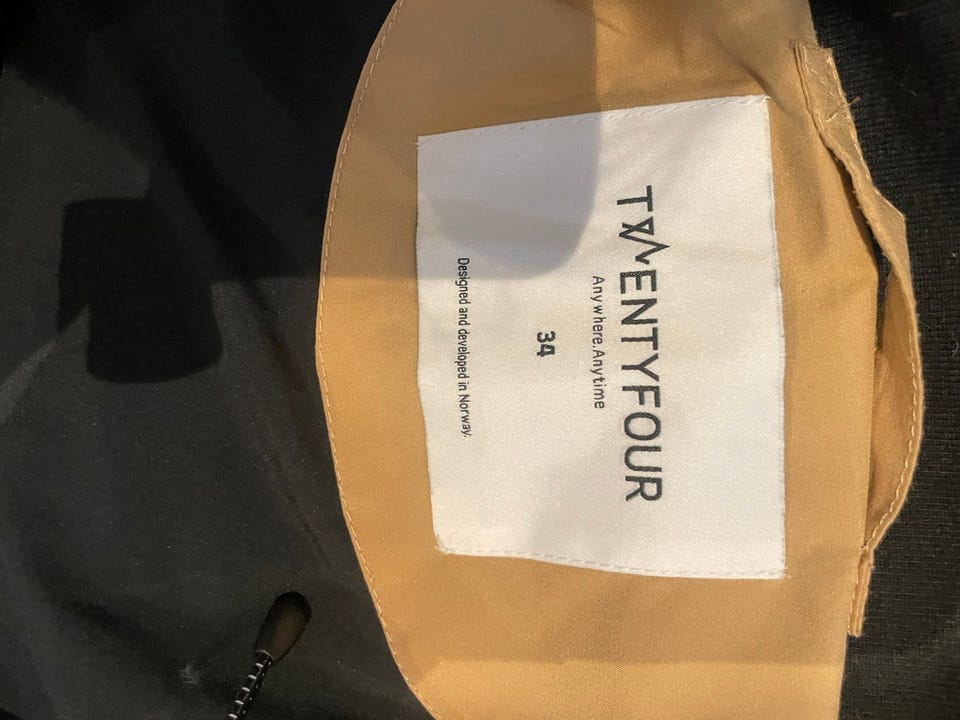 TWENTYFOUR
Anywhere.Anytime
34
Designed and developed in Norway.